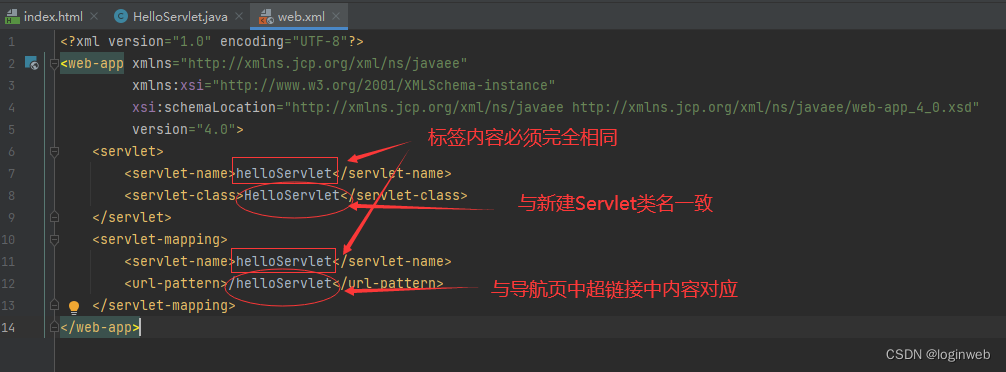 index.html HelloServlet.java web.xml
1 <?xml version="1.0" encoding="UTF-8"?>
2 <web-app xmlns="http://xmlns.jcp.org/xml/ns/javaee"
3 xmlns:xsi="http://www.w3.org/2001/XMLSchema-instance"
4 xsi:schemaLocation="http://xmlns.jcp.org/xml/ns/javaee http://xmlns.jcp.org/xml/ns/javaee/web-app_4_0.xsd"
5 version="4.0">
标签内容必须完全相同
6 <servlet>
7 <servlet-name>helloServlet</servlet-name>
8 <servlet-class>HelloServlet</servlet-class>
与新建Servlet类名一致
9 </servlet>
10 <servlet-mapping>
11 <servlet-name>helloServlet</servlet-name>
12 <url-pattern>/helloServlet</url-pattern>
与导航页中超链接中内容对应
13 </servlet-mapping>
14 </web-app>
CSDN @loginweb